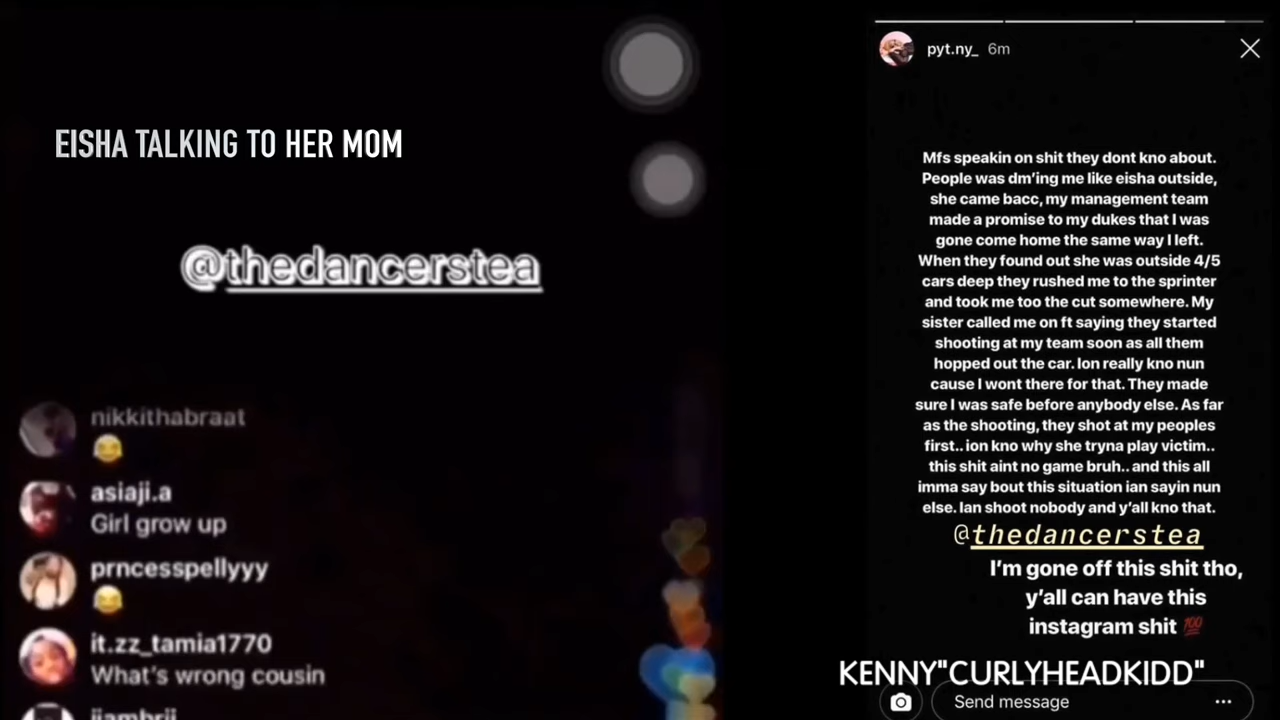 EISHA TALKING TO HER MOM
@thedancerstea
nikkithabraat
😂
asiaji.a
Girl grow up
prncesspellyyy
😂
it.zz_tamia1770
What's wrong cousin
pyt.ny_ 6m
Mfs speakin on shit they dont kno about.
People was dm'ing me like eisha outside,
she came bacc, my management team
made a promise to my dukes that I was
gone come home the same way I left.
When they found out she was outside 4/5
cars deep they rushed me to the sprinter
and took me too the cut somewhere. My
sister called me on ft saying they started
shooting at my team soon as all them
hopped out the car. Ion really kno nun
cause I wont there for that. They made
sure I was safe before anybody else. As far
as the shooting, they shot at my peoples
first.. ion kno why she tryna play victim..
this shit aint no game bruh.. and this all
imma say bout this situation ian sayin nun
else. Ian shoot nobody and y'all kno that.
@thedancerstea
I'm gone off this shit tho,
y'all can have this
instagram shit 💯
KENNY"CURLYHEADKIDD"
Send message